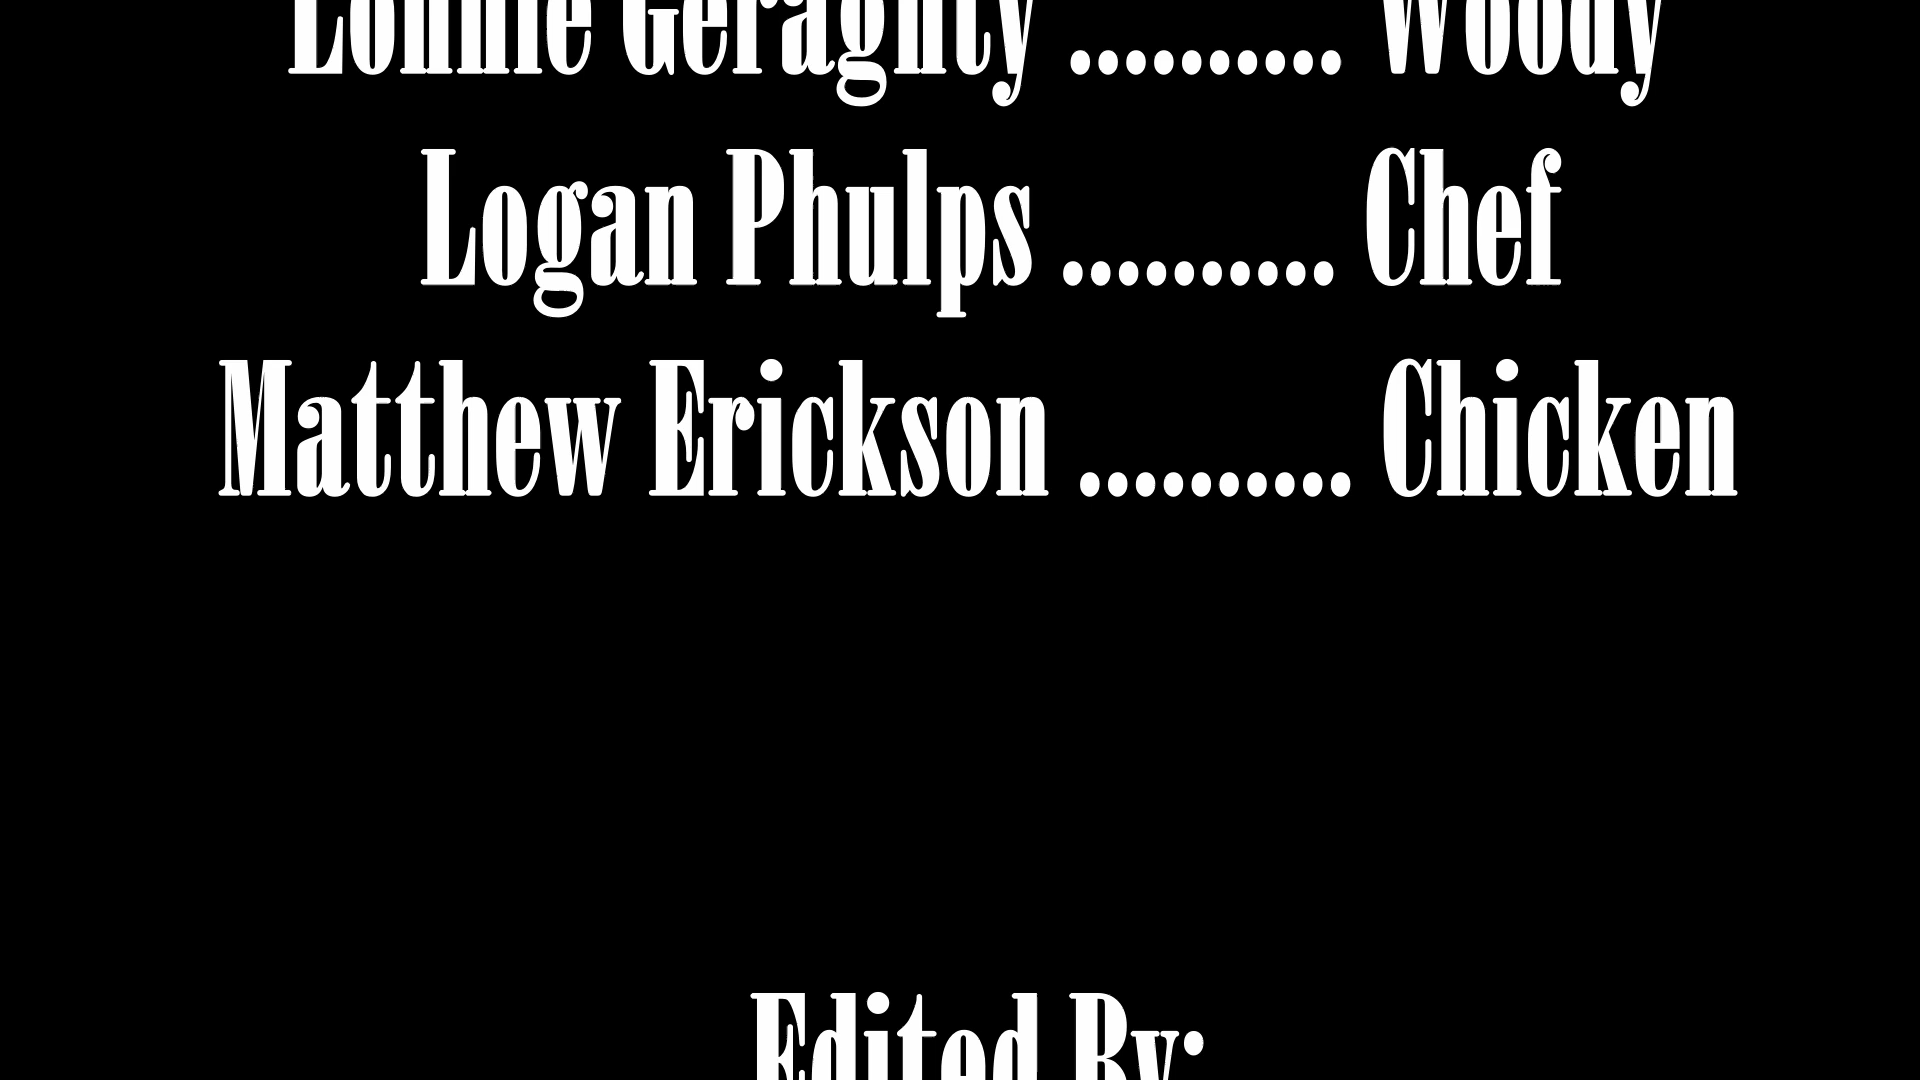 Lonnie Geraghty .......... Woody
Logan Phulps .......... Chef
Matthew Erickson .......... Chicken
Edited By: